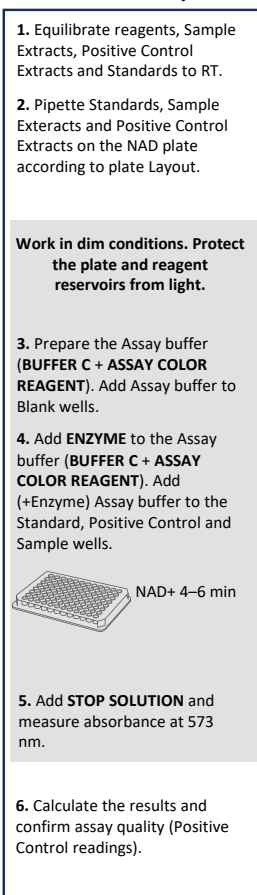 1. Equilibrate reagents, Sample
Extracts, Positive Control
Extracts and Standards to RT.
2. Pipette Standards, Sample
Exteracts and Positive Control
Extracts on the NAD plate
according to plate Layout.
Work in dim conditions. Protect
the plate and reagent
reservoirs from light.
3. Prepare the Assay buffer
(BUFFER C + ASSAY COLOR
REAGENT). Add Assay buffer to
Blank wells.
4. Add ENZYME to the Assay
buffer (BUFFER C + ASSAY
COLOR REAGENT). Add
(+Enzyme) Assay buffer to the
Standard, Positive Control and
Sample wells.
NAD+ 4–6 min
5. Add STOP SOLUTION and
measure absorbance at 573
nm.
6. Calculate the results and
confirm assay quality (Positive
Control readings).